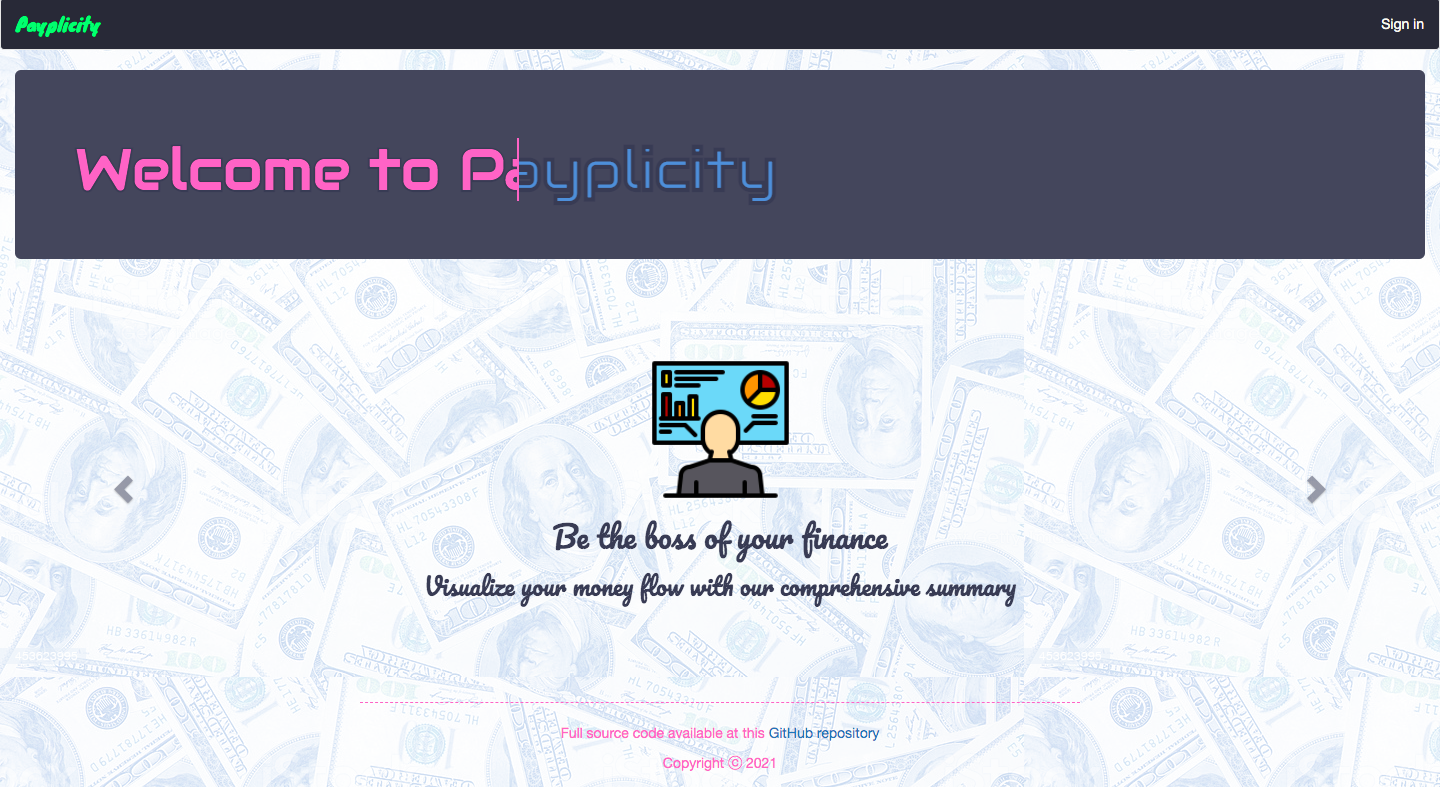 Payplicity
Sign in
Welcome to Payplicity
Be the boss of your finance
Visualize your money flow with our comprehensive summary
Full source code available at this GitHub repository
Copyright ⓒ 2021